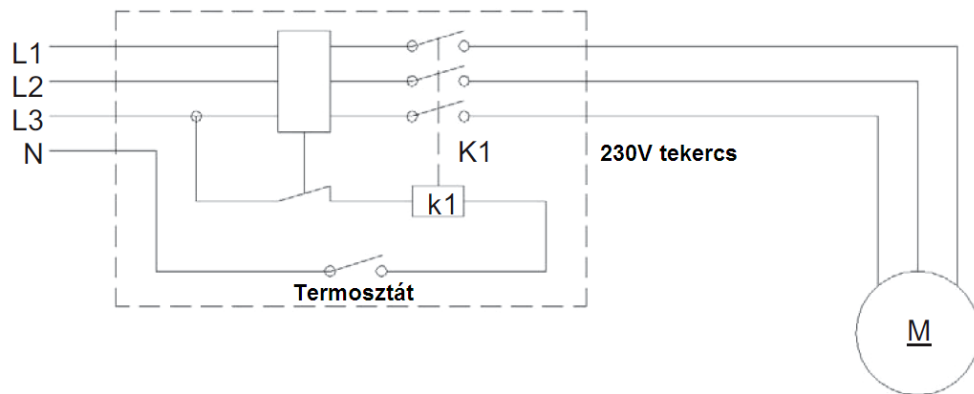 L1
L2
L3
N
K1
230V tekercs
k1
Termosztát
M